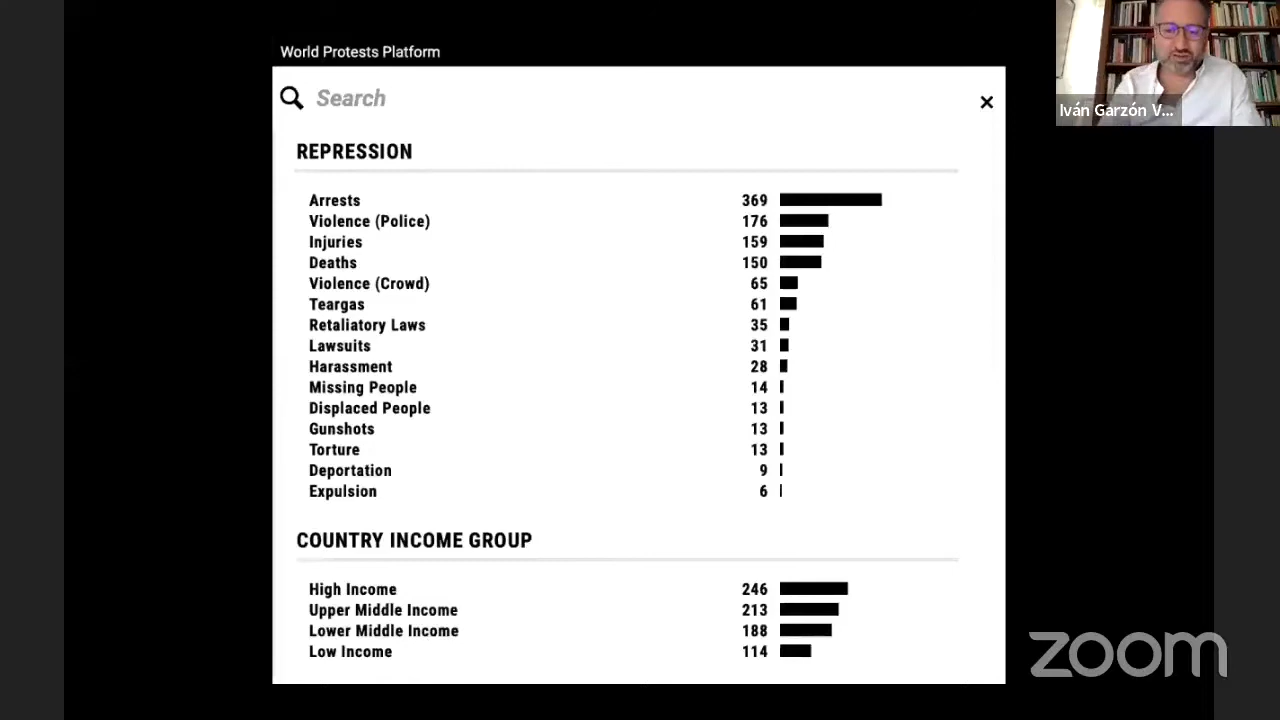 World Protests Platform
Search
×
Iván Garzón V...
REPRESSION
Arrests 369
Violence (Police) 176
Injuries 159
Deaths 150
Violence (Crowd) 65
Teargas 61
Retaliatory Laws 35
Lawsuits 31
Harassment 28
Missing People 14
Displaced People 13
Gunshots 13
Torture 13
Deportation 9
Expulsion 6
COUNTRY INCOME GROUP
High Income 246
Upper Middle Income 213
Lower Middle Income 188
Low Income 114
zoom